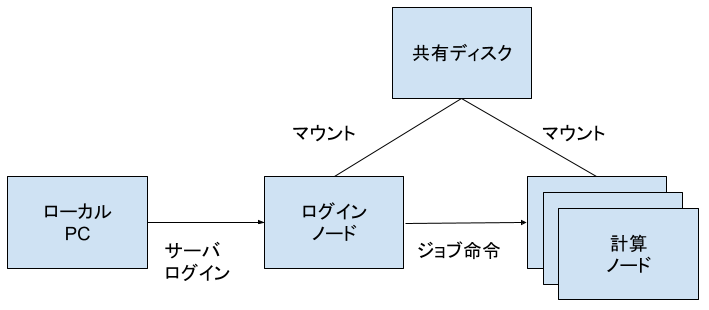 共有ディスク
マウント
マウント
ローカル
PC
サーバ
ログイン
ログイン
ノード
ジョブ命令
計算
ノード